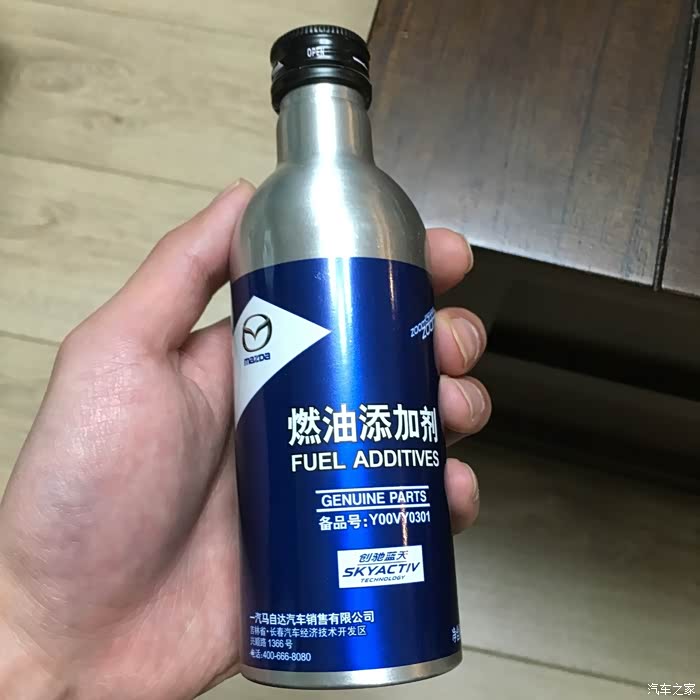 OPEN
mazda
燃油添加剂
FUEL ADDITIVES
GENUINE PARTS
备品号:Y00VY0301
创驰蓝天
SKYACTIV
TECHNOLOGY
一汽马自达汽车销售有限公司
吉林省·长春汽车经济技术开发区
1366号
电话:400-666-8080
汽车之家